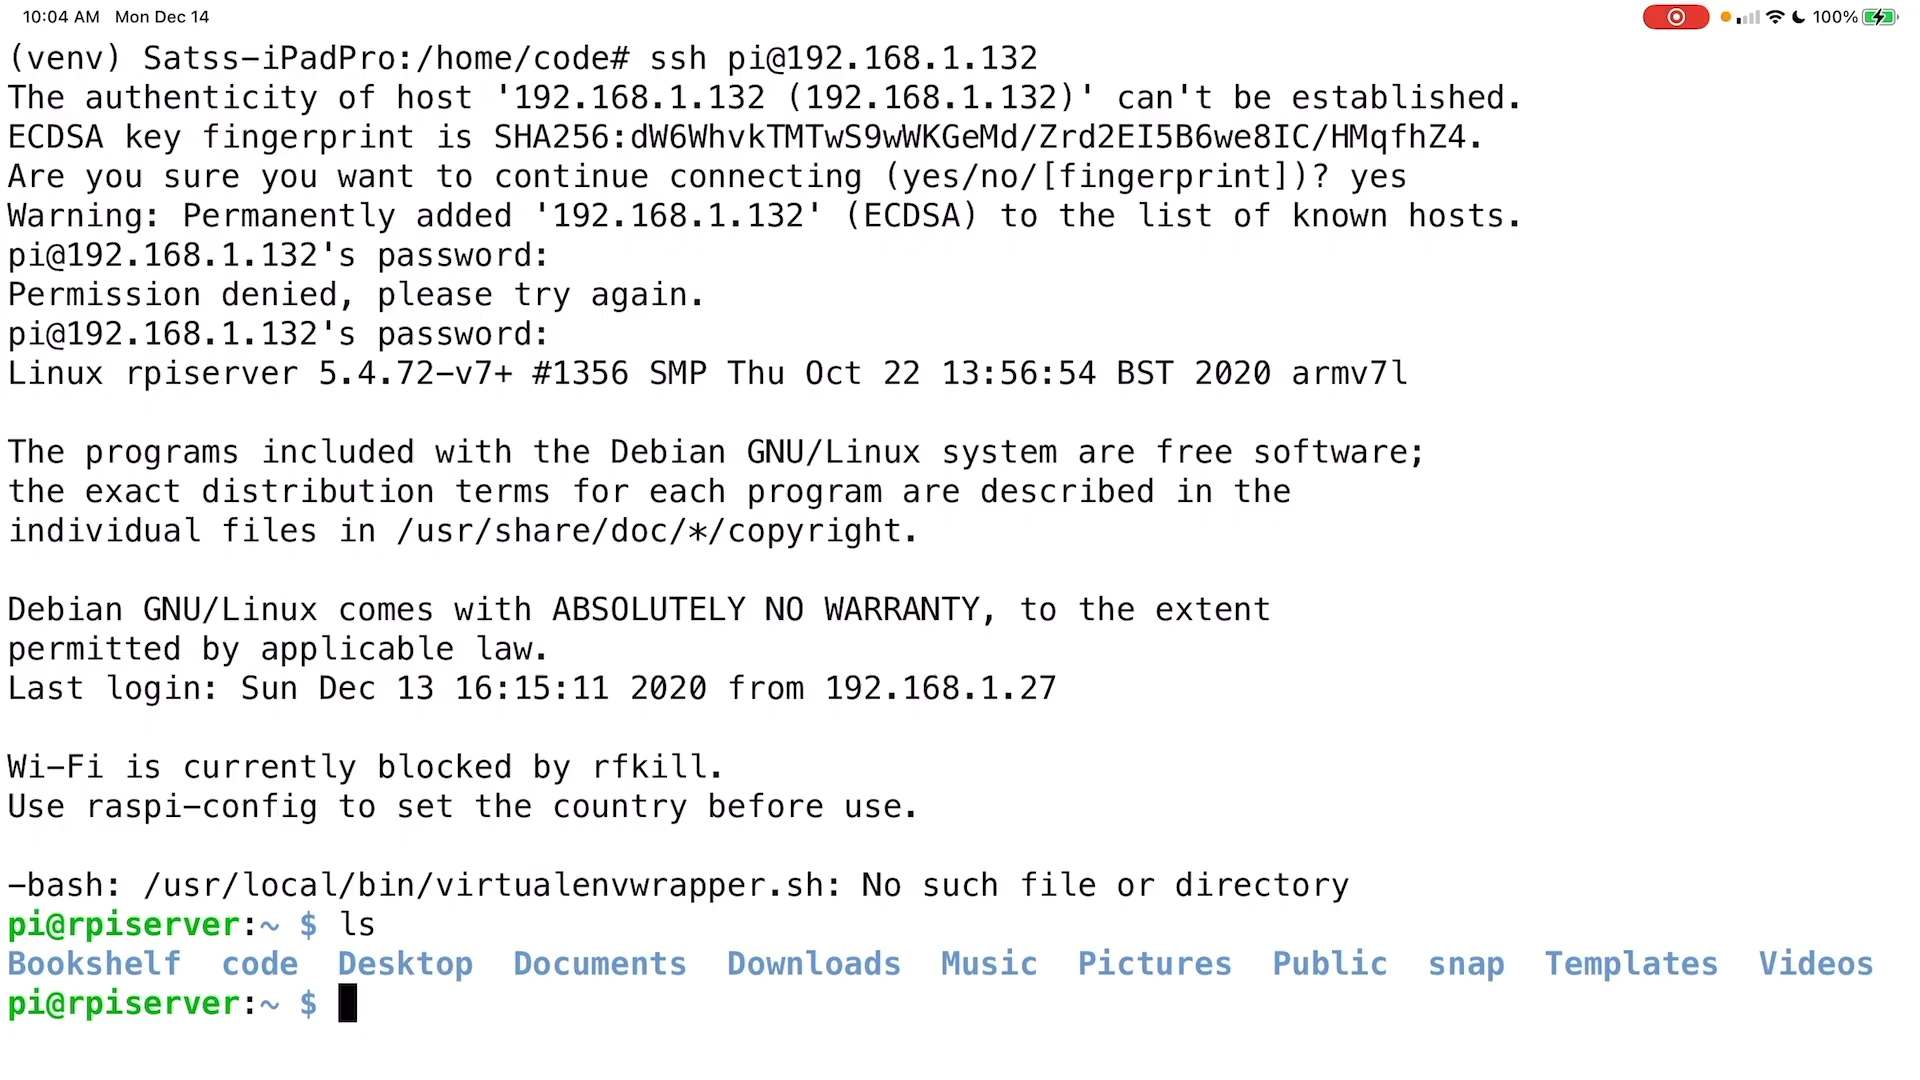 10:04 AM Mon Dec 14 100%
(venv) Satss-iPadPro:/home/code# ssh pi@192.168.1.132
The authenticity of host '192.168.1.132 (192.168.1.132)' can't be established.
ECDSA key fingerprint is SHA256:dW6WhvkTMTwS9wWKGeMd/Zrd2EI5B6we8IC/HMqfhZ4.
Are you sure you want to continue connecting (yes/no/[fingerprint])? yes
Warning: Permanently added '192.168.1.132' (ECDSA) to the list of known hosts.
pi@192.168.1.132's password:
Permission denied, please try again.
pi@192.168.1.132's password:
Linux rpiserver 5.4.72-v7+ #1356 SMP Thu Oct 22 13:56:54 BST 2020 armv7l
The programs included with the Debian GNU/Linux system are free software;
the exact distribution terms for each program are described in the
individual files in /usr/share/doc/*/copyright.
Debian GNU/Linux comes with ABSOLUTELY NO WARRANTY, to the extent
permitted by applicable law.
Last login: Sun Dec 13 16:15:11 2020 from 192.168.1.27
Wi-Fi is currently blocked by rfkill.
Use raspi-config to set the country before use.
-bash: /usr/local/bin/virtualenvwrapper.sh: No such file or directory
pi@rpiserver:~ $ ls
Bookshelf code Desktop Documents Downloads Music Pictures Public snap Templates Videos
pi@rpiserver:~ $